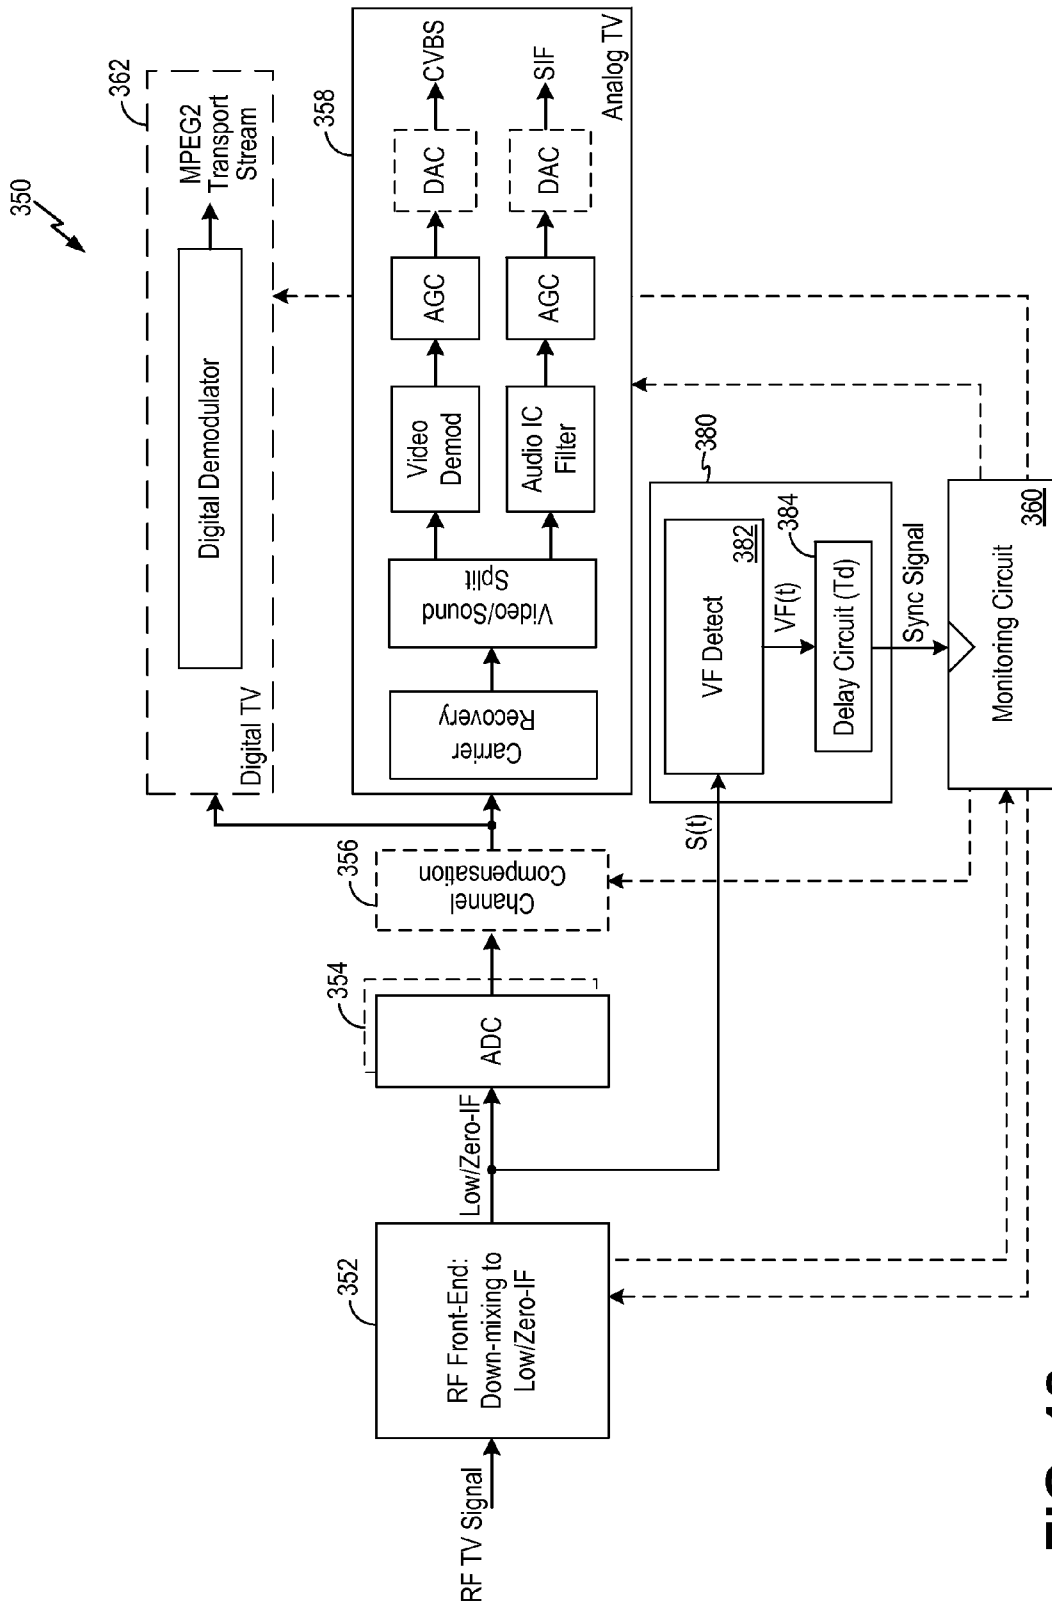 350
362
MPEG2
Transport
Stream
Digital Demodulator
Digital TV
358
CVBS
SIF
DAC
DAC
AGC
AGC
Video
Demod
Audio IC
Filter
Video/Sound
Split
Carrier
Recovery
Analog TV
356
Channel
Compensation
354
ADC
Low/Zero-IF
352
RF Front-End:
Down-mixing to
Low/Zero-IF
RF TV Signal
S(t)
380
VF Detect
382
VF(t)
384
Delay Circuit (Td)
Sync Signal
Monitoring Circuit
360